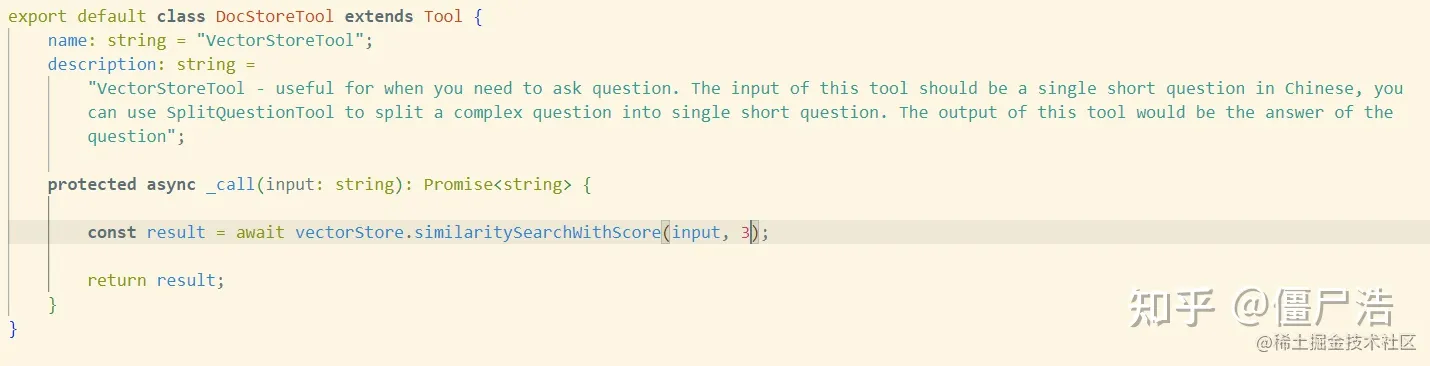 export default class DocStoreTool extends Tool {
name: string = "VectorStoreTool";
description: string =
"VectorStoreTool - useful for when you need to ask question. The input of this tool should be a single short question in Chinese, you
can use SplitQuestionTool to split a complex question into single short question. The output of this tool would be the answer of the
question";
protected async _call(input: string): Promise<string> {
const result = await vectorStore.similaritySearchWithScore(input, 3);
return result;
}
}
知乎 @僵尸浩
@稀土掘金技术社区